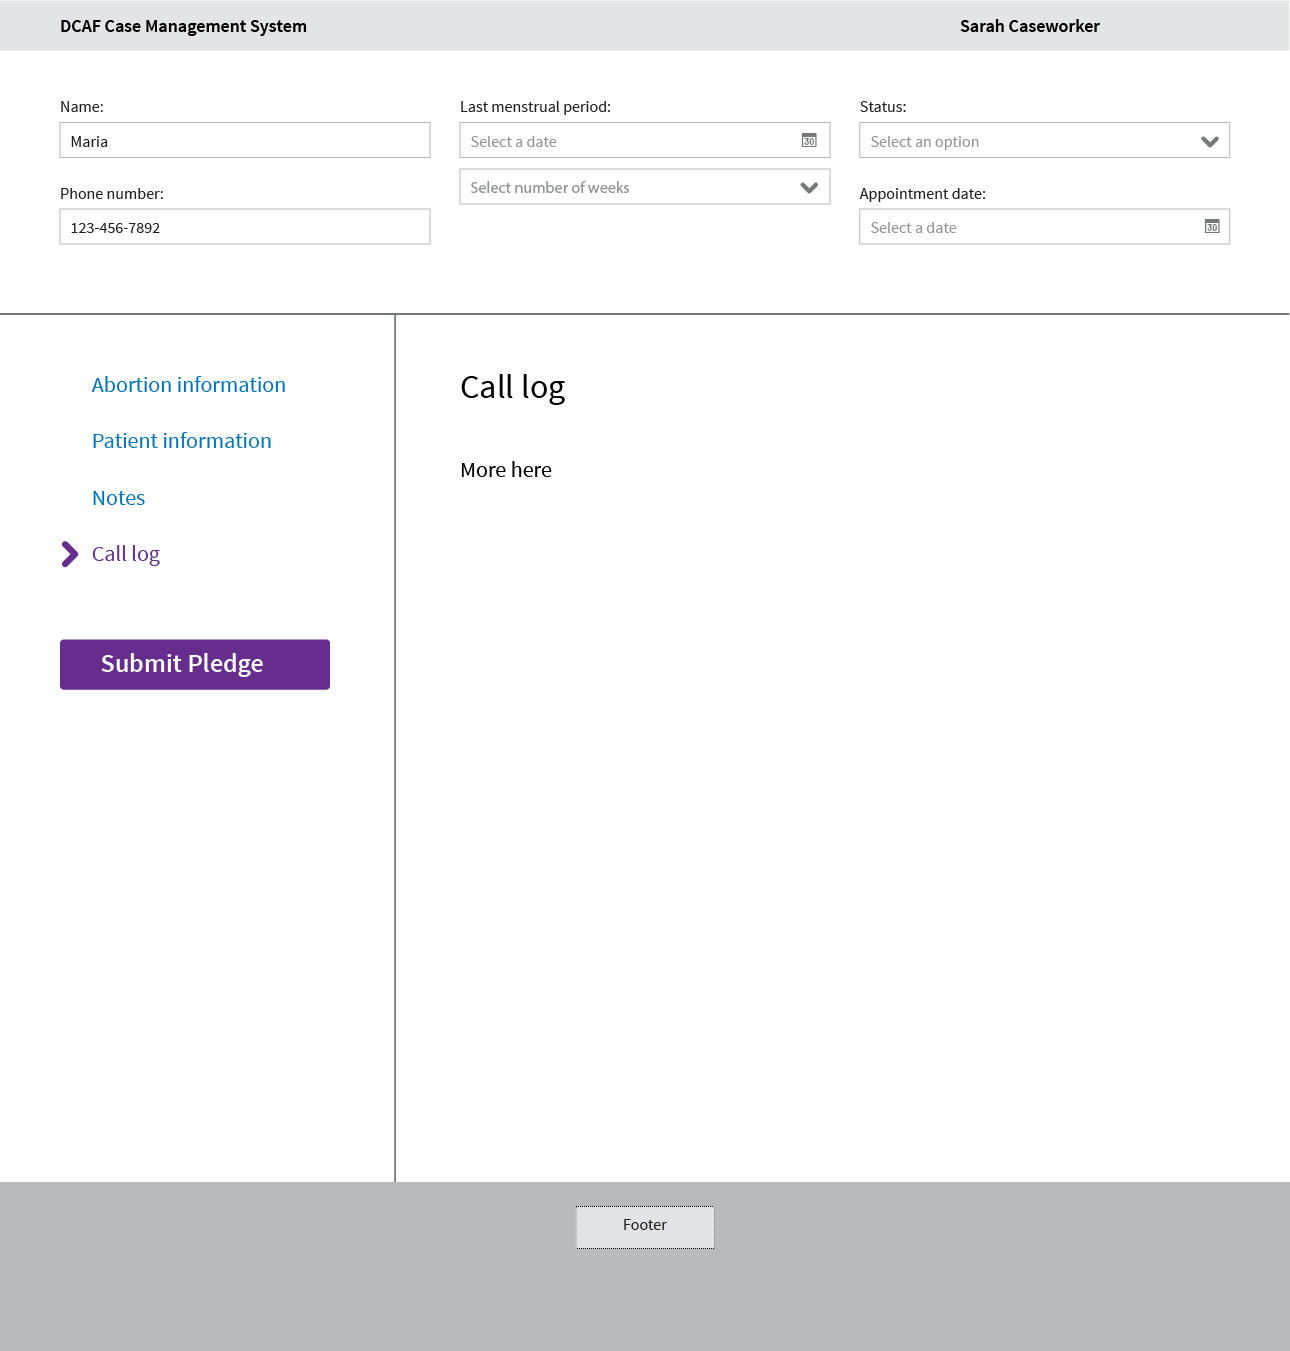 DCAF Case Management System
Sarah Caseworker
Name:
Maria
Phone number:
123-456-7892
Last menstrual period:
Select a date
30
Select number of weeks
Status:
Select an option
Appointment date:
Select a date
30
Abortion information
Patient information
Notes
Call log
Submit Pledge
Call log
More here
Footer